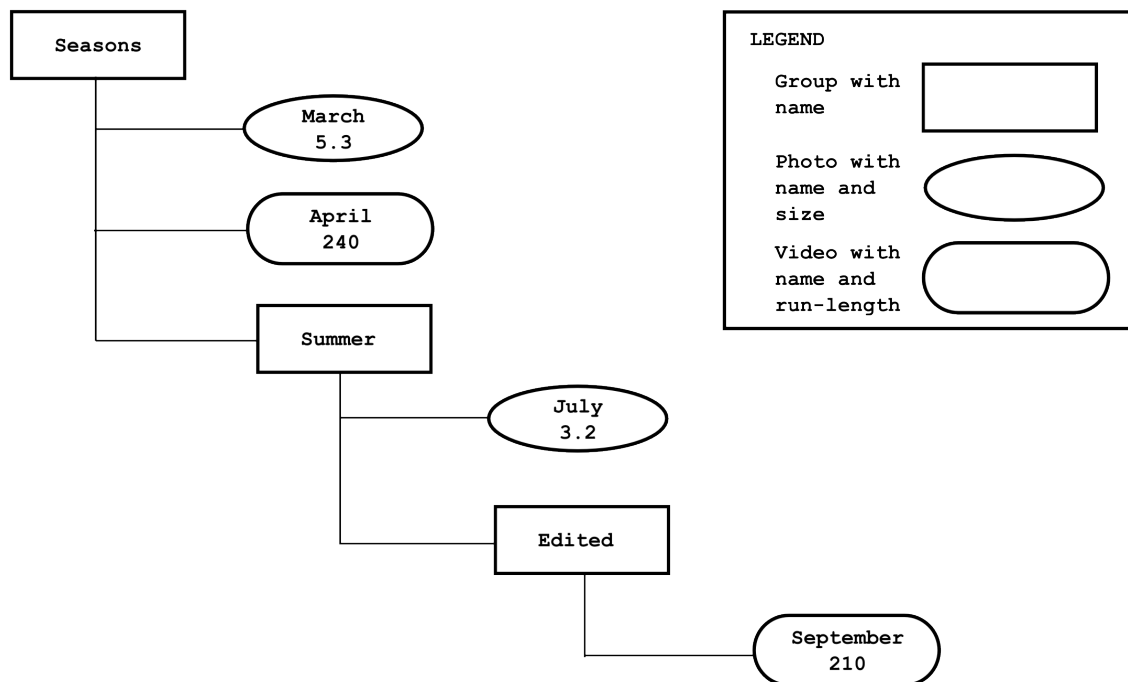 Seasons
March
5.3
April
240
Summer
July
3.2
Edited
September
210
LEGEND
Group with
name
Photo with
name and
size
Video with
name and
run-length